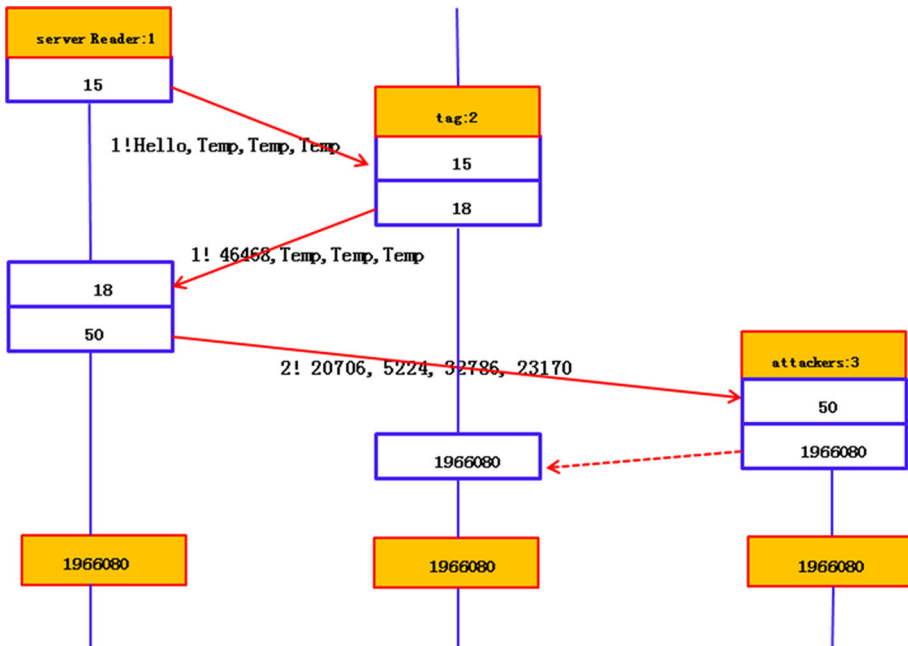 server Reader:1
15
tag:2
1!Hello,Temp,Temp,Temp
15
18
1! 46468,Temp,Temp,Temp
18
50
2! 20706, 5224, 32786, 23170
attackers:3
50
1966080
1966080
1966080
1966080
1966080